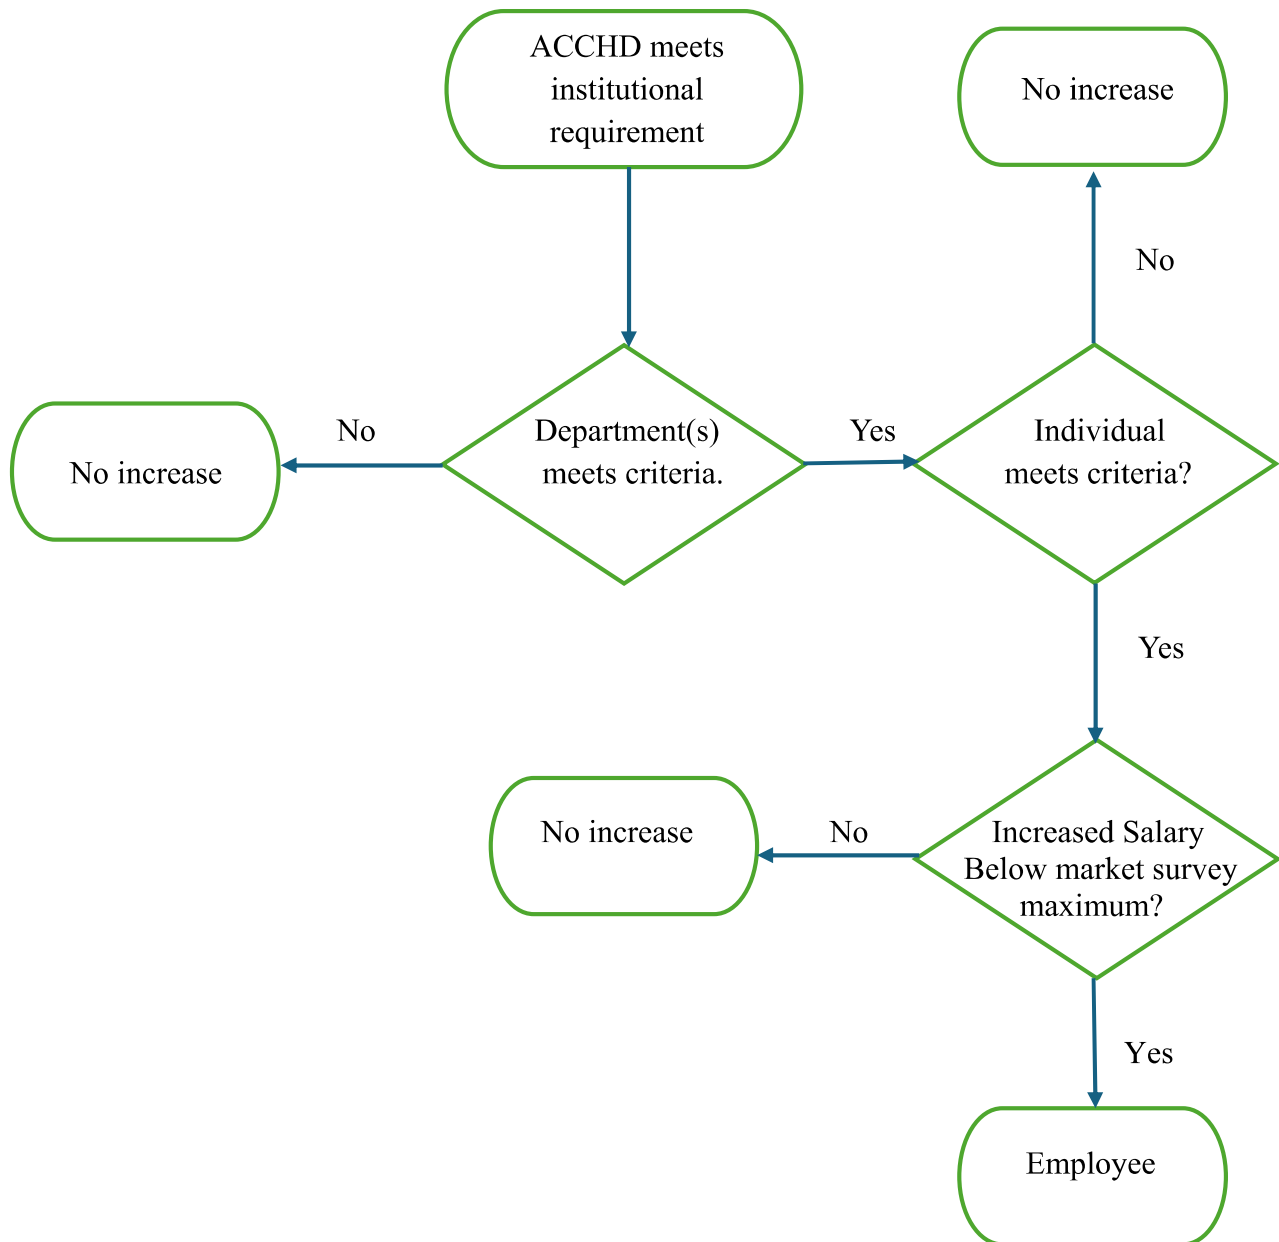 ACCHD meets
institutional
requirement
No increase
No
No
Department(s)
meets criteria.
Yes
Individual
meets criteria?
No increase
Yes
No increase
No
Increased Salary
Below market survey
maximum?
Yes
Employee